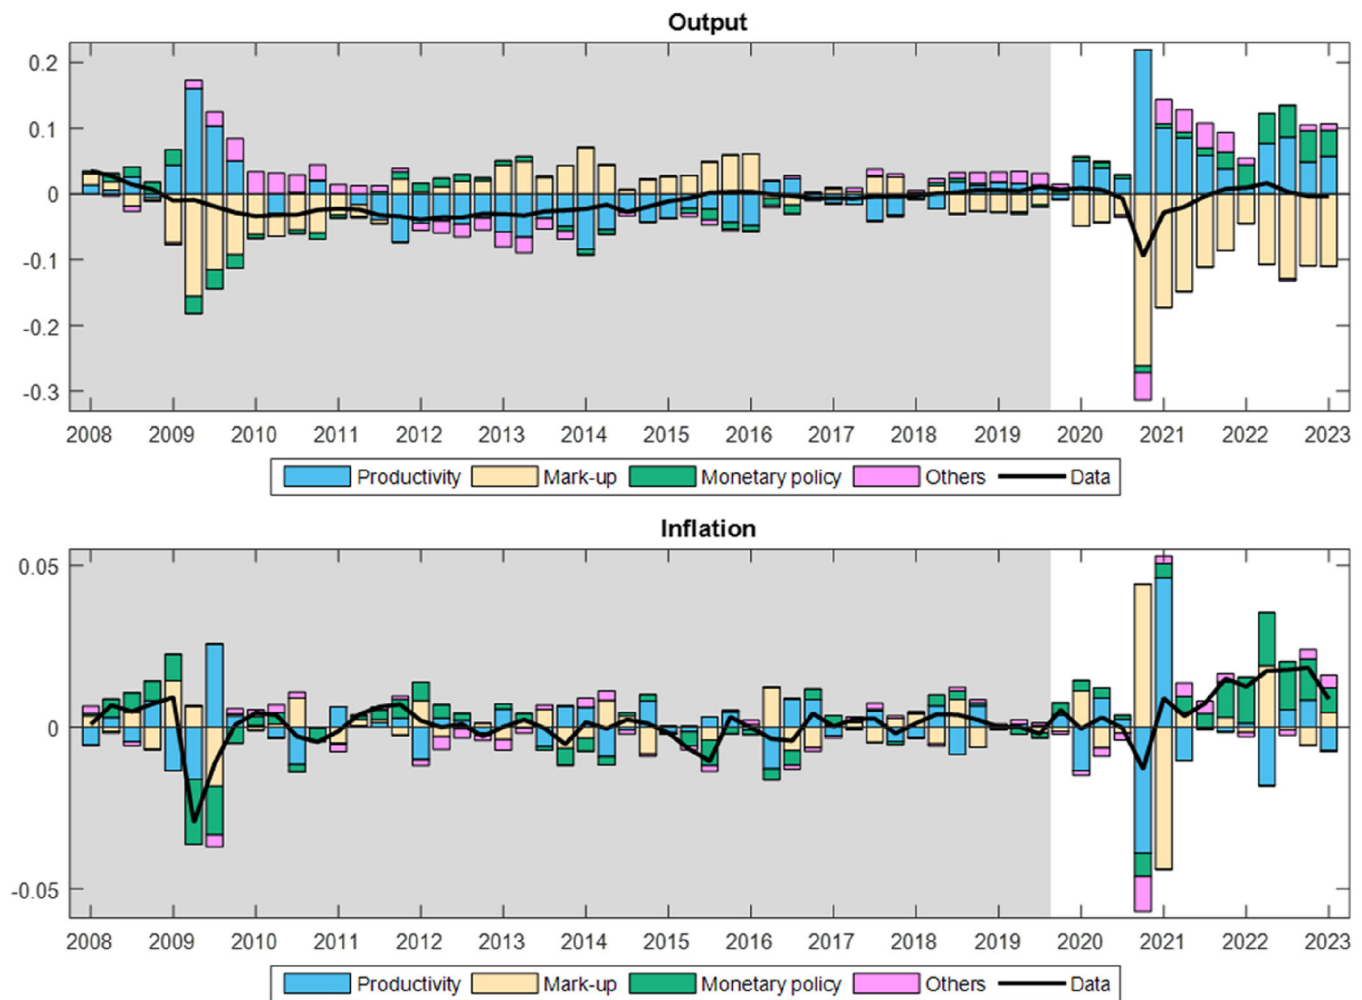 Output
0.2
0.1
0
-0.1
-0.2
-0.3
2008 2009 2010 2011 2012 2013 2014 2015 2016 2017 2018 2019 2020 2021 2022 2023
Productivity Mark-up Monetary policy Others Data
Inflation
0.05
0
-0.05
2008 2009 2010 2011 2012 2013 2014 2015 2016 2017 2018 2019 2020 2021 2022 2023
Productivity Mark-up Monetary policy Others Data